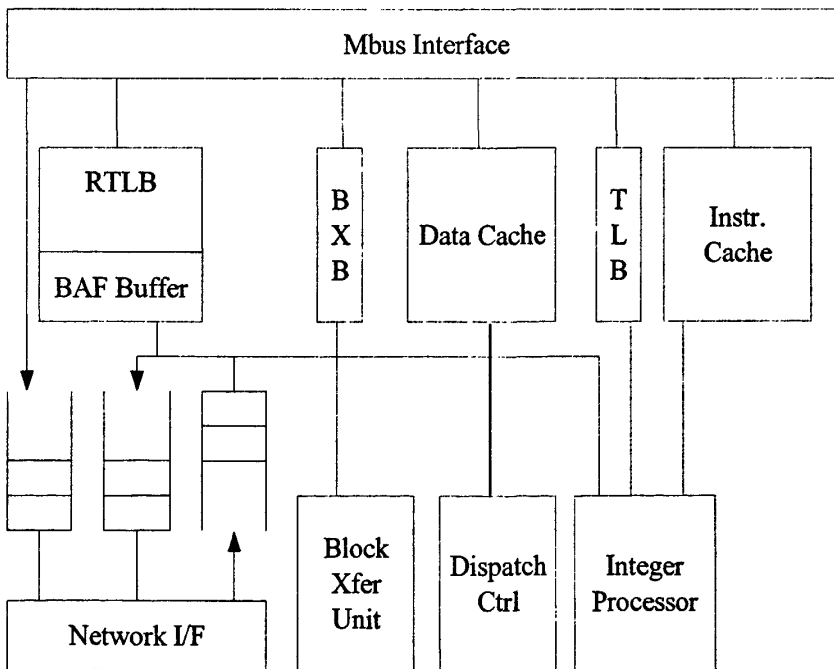 Mbus Interface
RTLB
BAF Buffer
B
X
B
Data Cache
T
L
B
Instr.
Cache
Block
Xfer
Unit
Dispatch
Ctrl
Integer
Processor
Network I/F